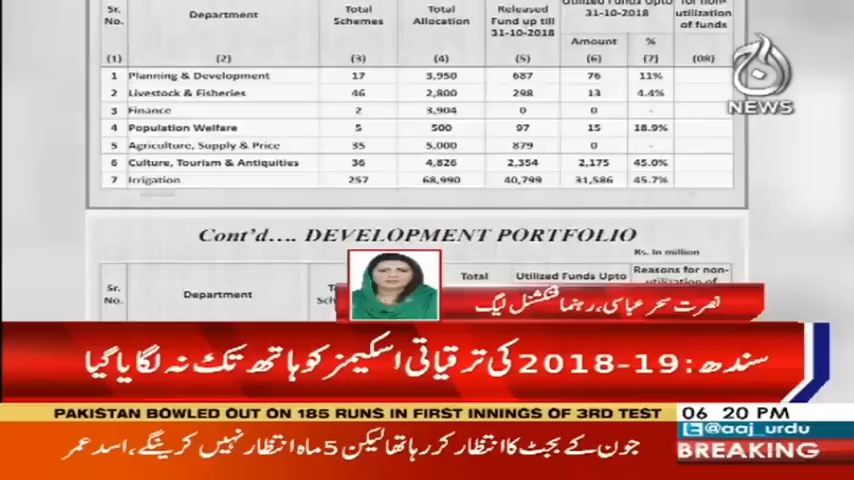 Sr. Department Total Total Released Utilized Funds Upto for non-
No. Schemes Allocation Fund up till 31-10-2018 utilization
31-10-2018 of funds
Amount %
(1) (2) (3) (4) (5) (6) (7) (08)
1 Planning & Development 17 3,950 687 76 11%
2 Livestock & Fisheries 46 2,800 298 13 4.4%
3 Finance 2 3,904 0 0 -
4 Population Welfare 5 500 97 15 18.9%
5 Agriculture, Supply & Price 35 5,000 879 0 -
6 Culture, Tourism & Antiquities 36 4,826 2,354 2,175 45.0%
7 Irrigation 257 68,990 40,799 31,586 45.7%
aaj
NEWS
Cont'd.... DEVELOPMENT PORTFOLIO
Rs. In million
Sr. Department Total Utilized Funds Upto Reasons for non-
No. utilization of
نصرت سحر عباسی، رہنما فنکشنل لیگ
سندھ: 19-2018 کی ترقیاتی اسکیمز کو ہاتھ تک نہ لگایا گیا
PAKISTAN BOWLED OUT ON 185 RUNS IN FIRST INNINGS OF 3RD TEST
06 20 PM
@aaj_urdu
جون کے بجٹ کا انتظار کر رہا تھا لیکن 5 ماہ انتظار نہیں کرینگے، اسد عمر
BREAKING